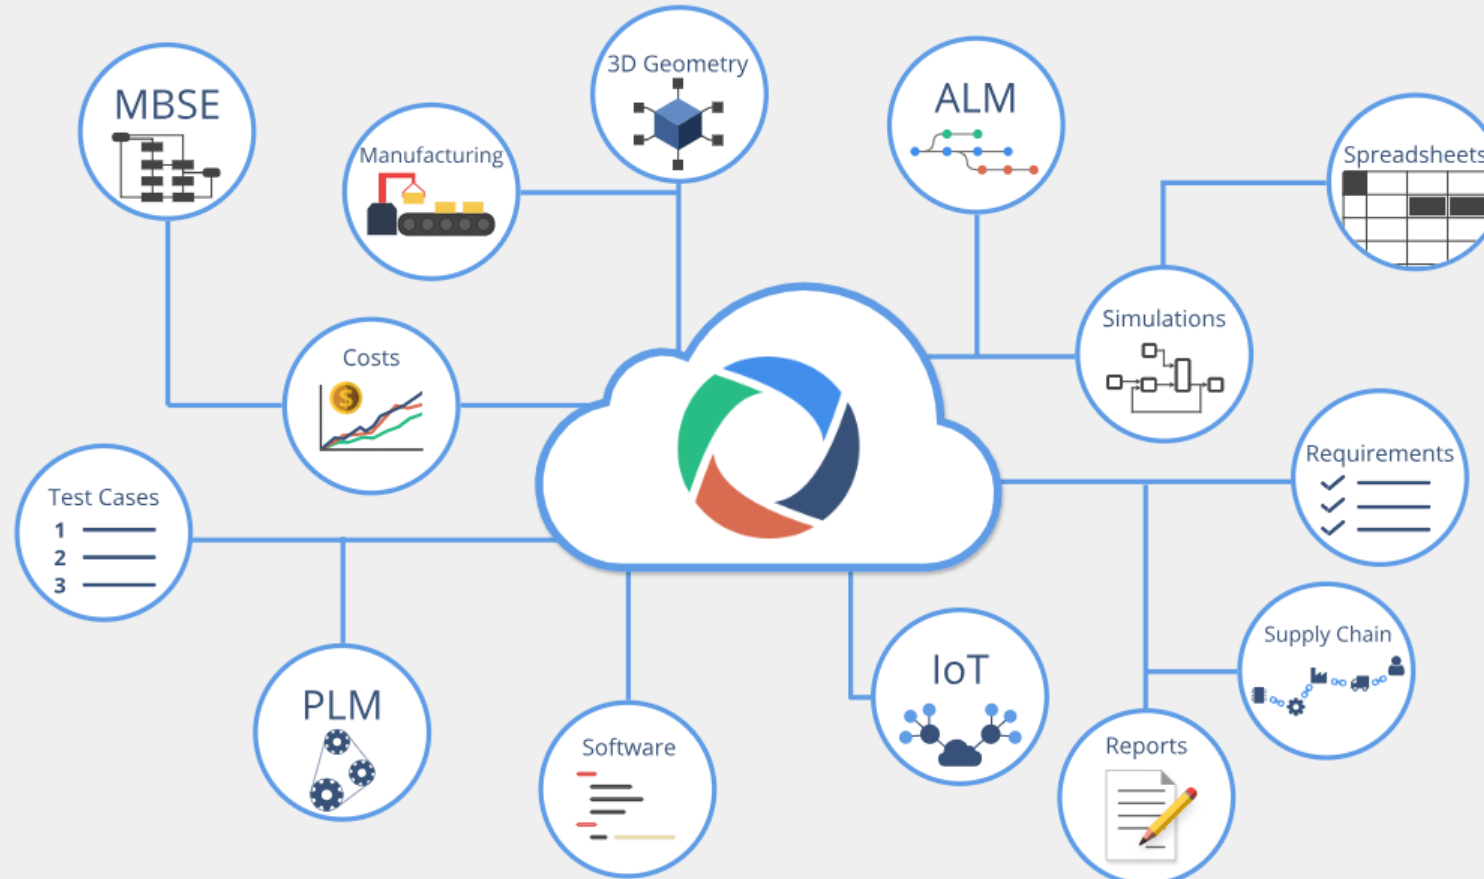 3D Geometry
MBSE
ALM
Manufacturing
Spreadsheets
Simulations
Costs
$
Requirements
Test Cases
1
2
3
Supply Chain
IoT
PLM
Software
Reports